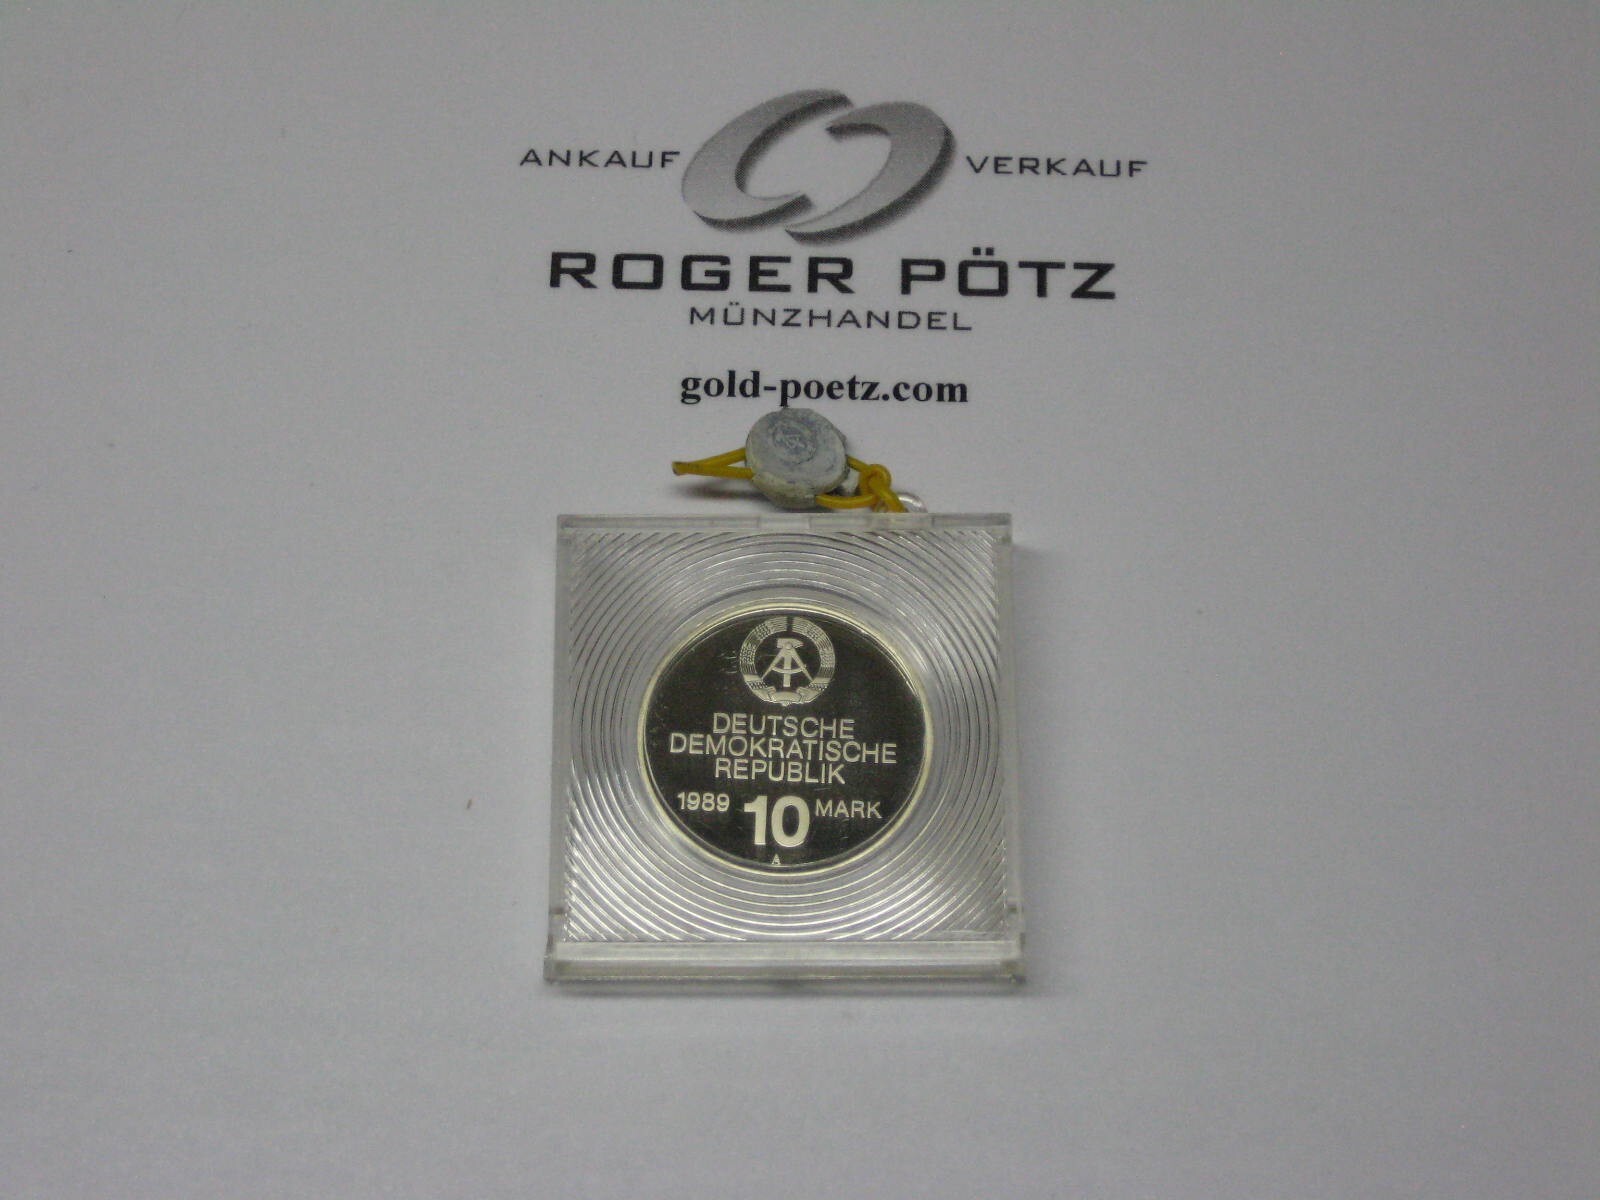 ANKAUF VERKAUF
ROGER PÖTZ
MÜNZHANDEL
gold-poetz.com
DEUTSCHE
DEMOKRATISCHE
REPUBLIK
1989 10 MARK
A